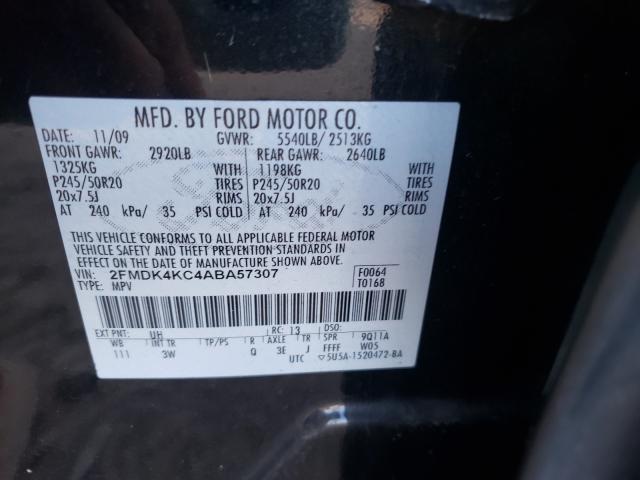 MFD. BY FORD MOTOR CO.
DATE: 11/09 GVWR: 5540LB/ 2513KG
FRONT GAWR: 2920LB REAR GAWR: 2640LB
1325KG WITH 1198KG WITH
P245/50R20 TIRES P245/50R20 TIRES
20x7.5J RIMS 20x7.5J RIMS
AT 240 kPa/ 35 PSI COLD AT 240 kPa/ 35 PSI COLD
THIS VEHICLE CONFORMS TO ALL APPLICABLE FEDERAL MOTOR
VEHICLE SAFETY AND THEFT PREVENTION STANDARDS IN
EFFECT ON THE DATE OF MANUFACTURE SHOWN ABOVE.
VIN: 2FMDK4KC4ABA57307 F0064
TYPE: MPV T0168
EXT PNT: UH RC: 13 DSO:
WB INT TR TP/PS R AXLE TR SPR 9Q11A
111 3W Q 3E J FFFF W05
UTC ▽5U5A-1520472-BA